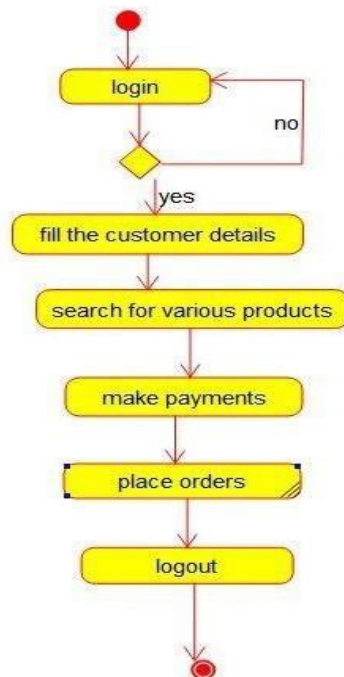 login
no
yes
fill the customer details
search for various products
make payments
place orders
logout